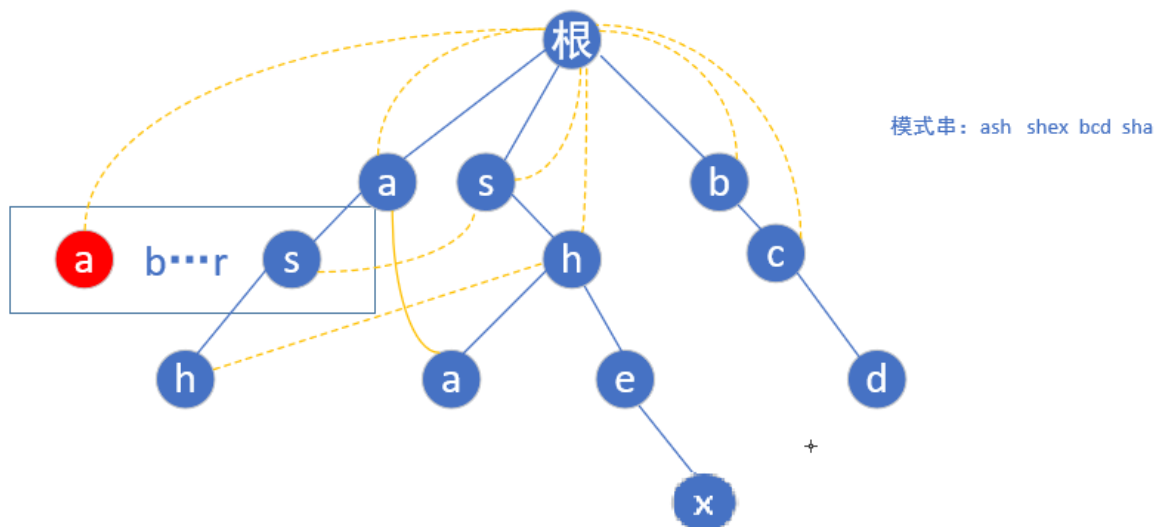 根
模式串：ash shex bcd sha
a s b
a b···r s h c
h a e d
x